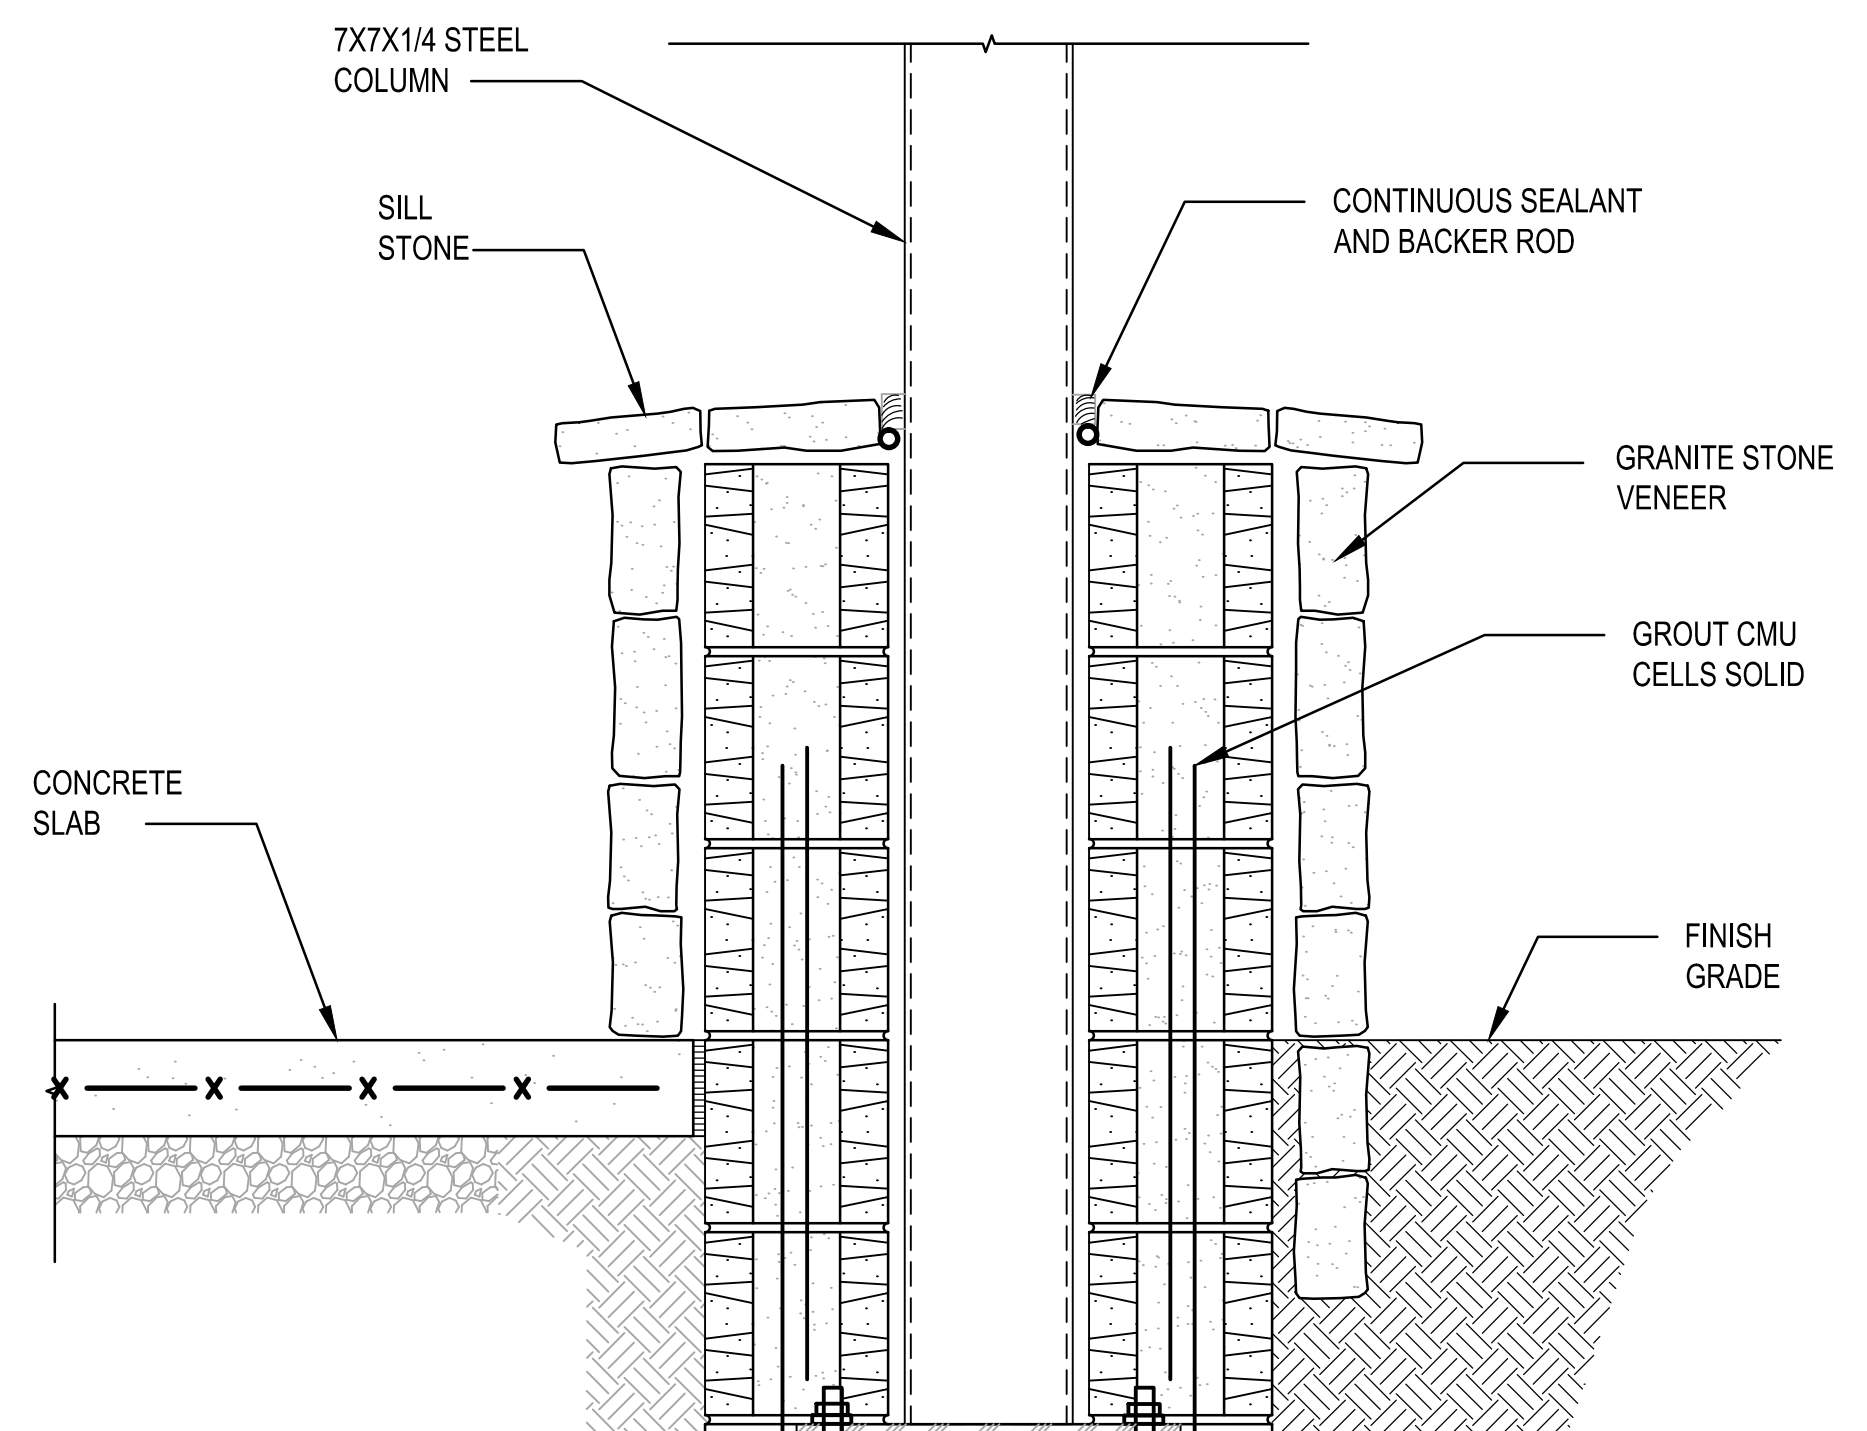 7X7X1/4 STEEL
COLUMN
SILL
STONE
CONTINUOUS SEALANT
AND BACKER ROD
GRANITE STONE
VENEER
GROUT CMU
CELLS SOLID
CONCRETE
SLAB
FINISH
GRADE